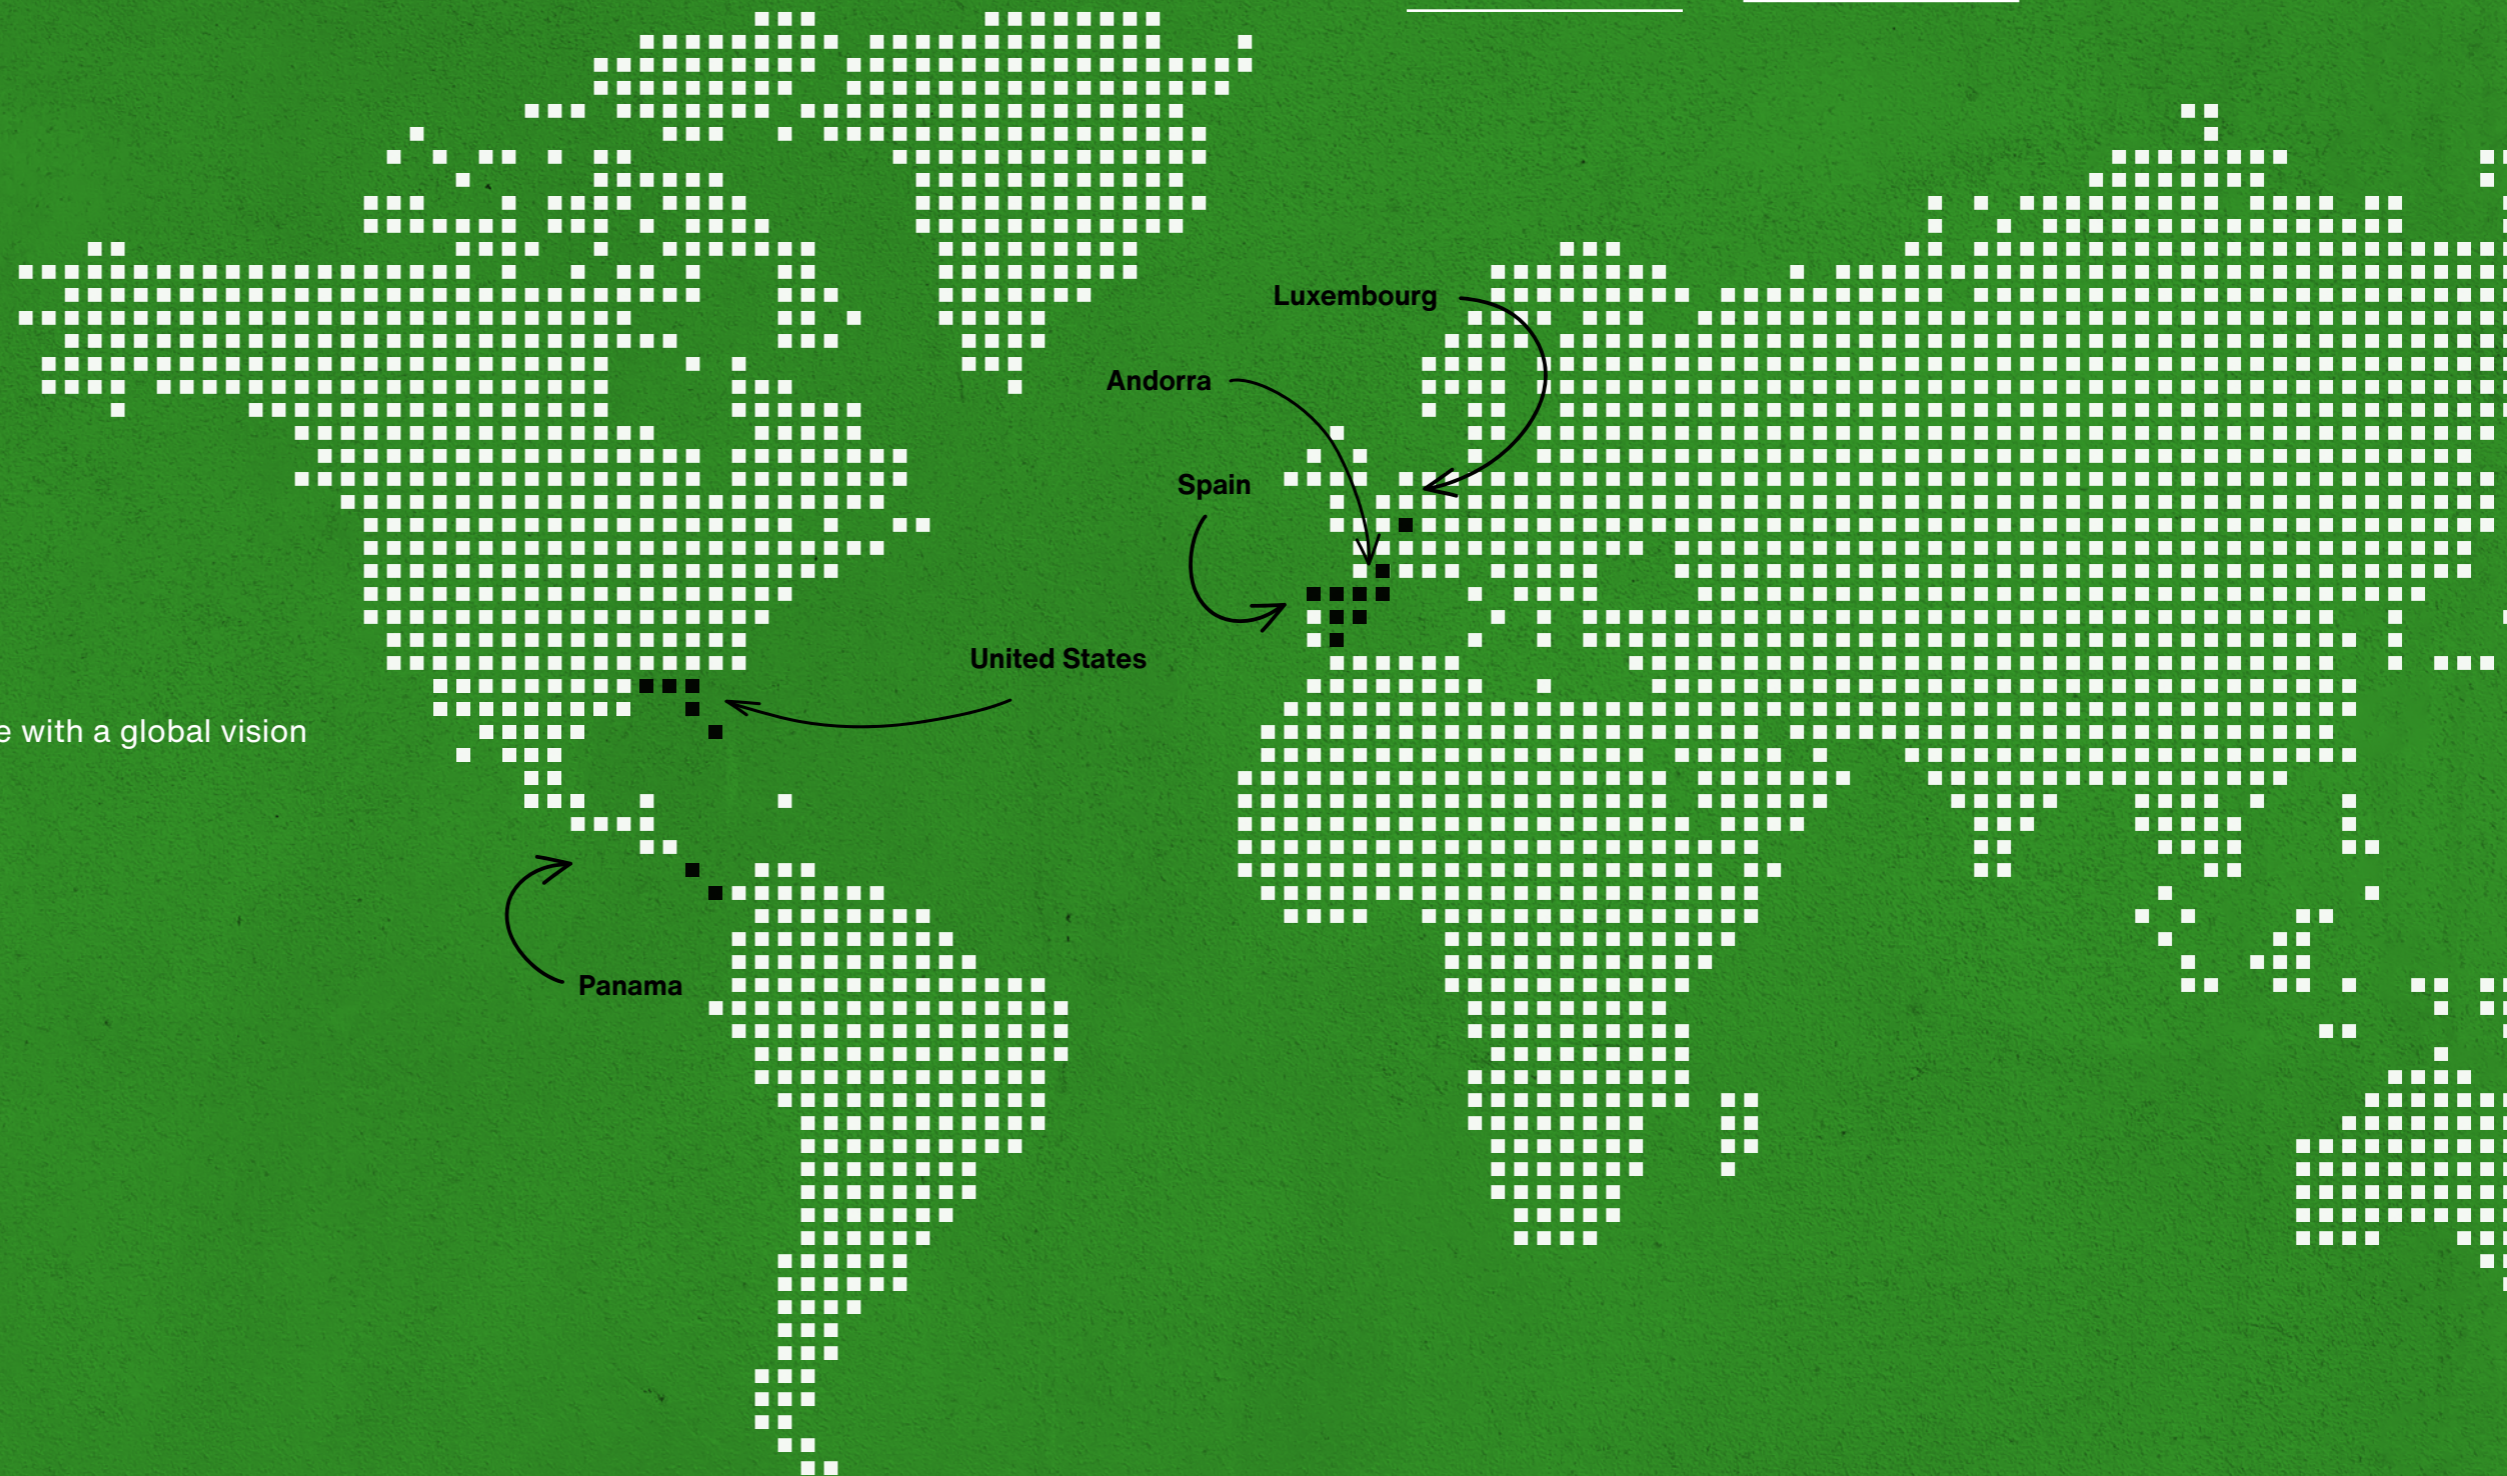 Luxembourg
Andorra
Spain
United States
e with a global vision
Panama